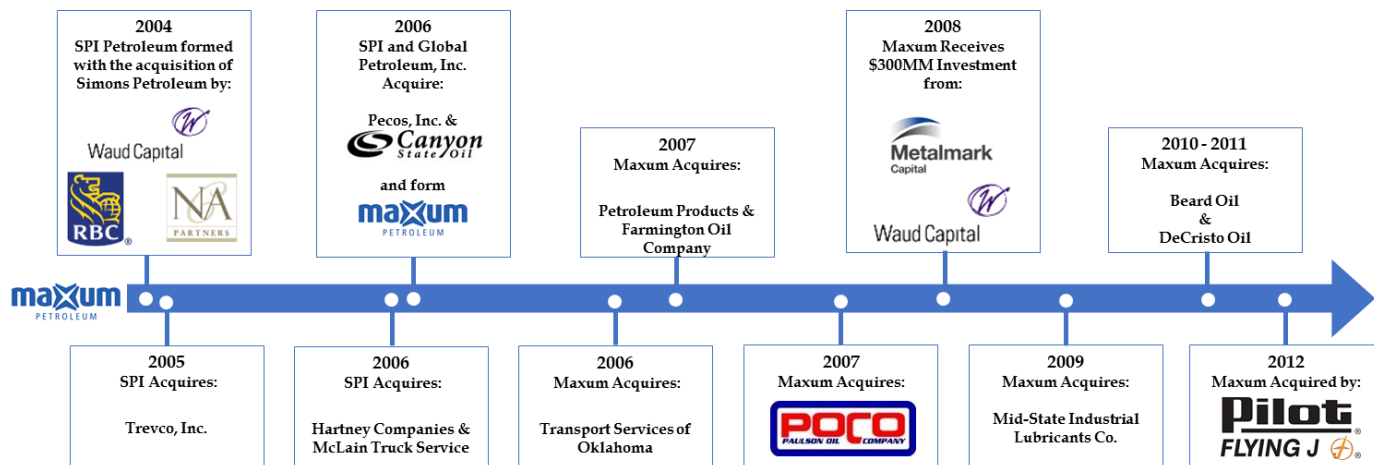 2004
SPI Petroleum formed
with the acquisition of
Simons Petroleum by:
W
Waud Capital
RBC
®
N&A
PARTNERS
2006
SPI and Global
Petroleum, Inc.
Acquire:
Pecos, Inc. &
Canyon
State Oil
and form
maxum
PETROLEUM
2007
Maxum Acquires:
Petroleum Products &
Farmington Oil
Company
2008
Maxum Receives
$300MM Investment
from:
Metalmark
Capital
W
Waud Capital
2010 - 2011
Maxum Acquires:
Beard Oil
&
DeCristo Oil
maxum
PETROLEUM
2005
SPI Acquires:
Trevco, Inc.
2006
SPI Acquires:
Hartney Companies &
McLain Truck Service
2006
Maxum Acquires:
Transport Services of
Oklahoma
2007
Maxum Acquires:
POCO
PAULSON OIL COMPANY
2009
Maxum Acquires:
Mid-State Industrial
Lubricants Co.
2012
Maxum Acquired by:
Pilot
FLYING J ®